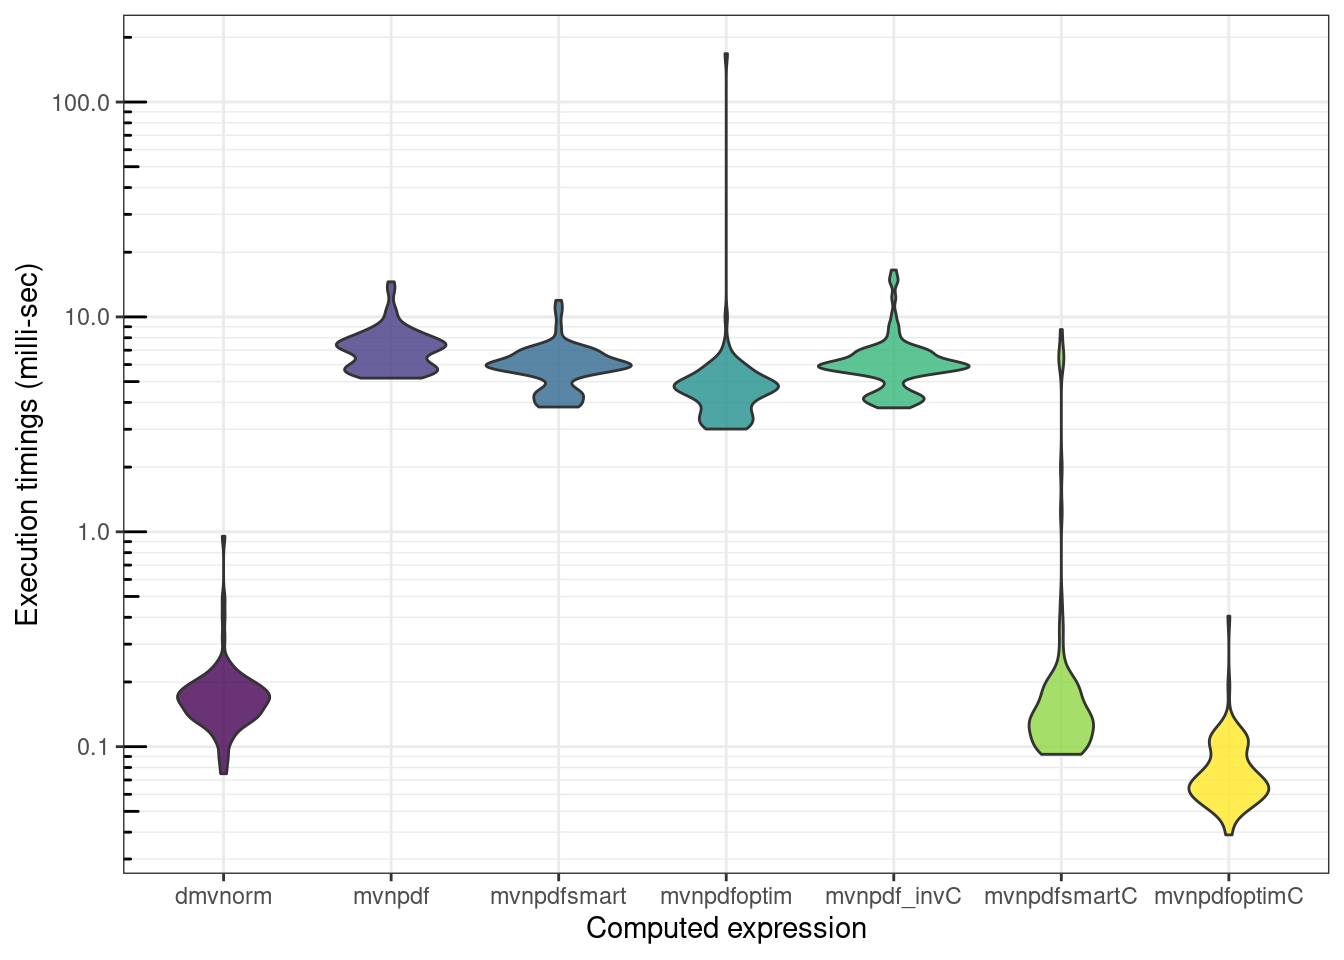 Execution timings (milli-sec)
100.0
10.0
1.0
0.1
dmvnorm mvnpdf mvnpdfsmart mvnpdfoptim mvnpdf_invC mvnpdfsmartC mvnpdfoptimC
Computed expression